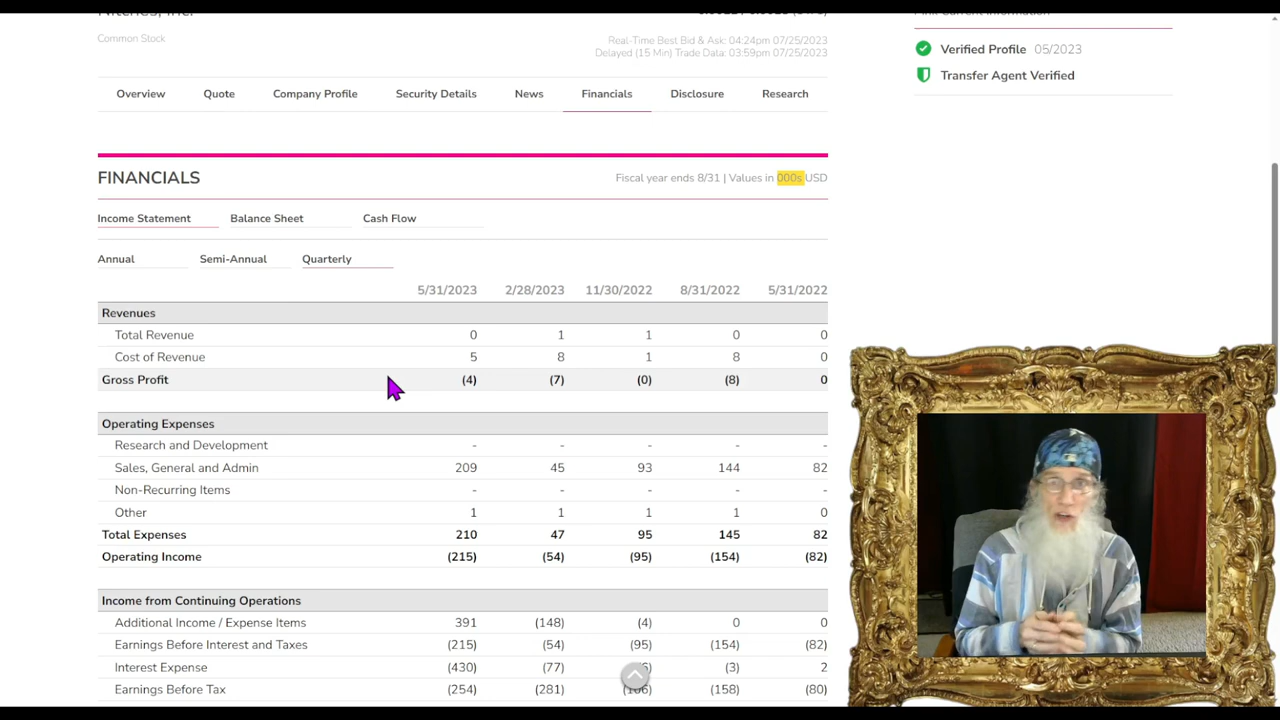 Common Stock
Real-Time Best Bid & Ask: 04:24pm 07/25/2023
Delayed (15 Min) Trade Data: 03:59pm 07/25/2023
Verified Profile 05/2023
Transfer Agent Verified
Overview Quote Company Profile Security Details News Financials Disclosure Research
FINANCIALS Fiscal year ends 8/31 | Values in 000s USD
Income Statement Balance Sheet Cash Flow
Annual Semi-Annual Quarterly
5/31/2023 2/28/2023 11/30/2022 8/31/2022 5/31/2022
Revenues
Total Revenue 0 1 1 0 0
Cost of Revenue 5 8 1 8 0
Gross Profit (4) (7) (0) (8) 0
Operating Expenses
Research and Development - - - - -
Sales, General and Admin 209 45 93 144 82
Non-Recurring Items - - - - -
Other 1 1 1 1 0
Total Expenses 210 47 95 145 82
Operating Income (215) (54) (95) (154) (82)
Income from Continuing Operations
Additional Income / Expense Items 391 (148) (4) 0 0
Earnings Before Interest and Taxes (215) (54) (95) (154) (82)
Interest Expense (430) (77) (3) 2
Earnings Before Tax (254) (281) (158) (80)